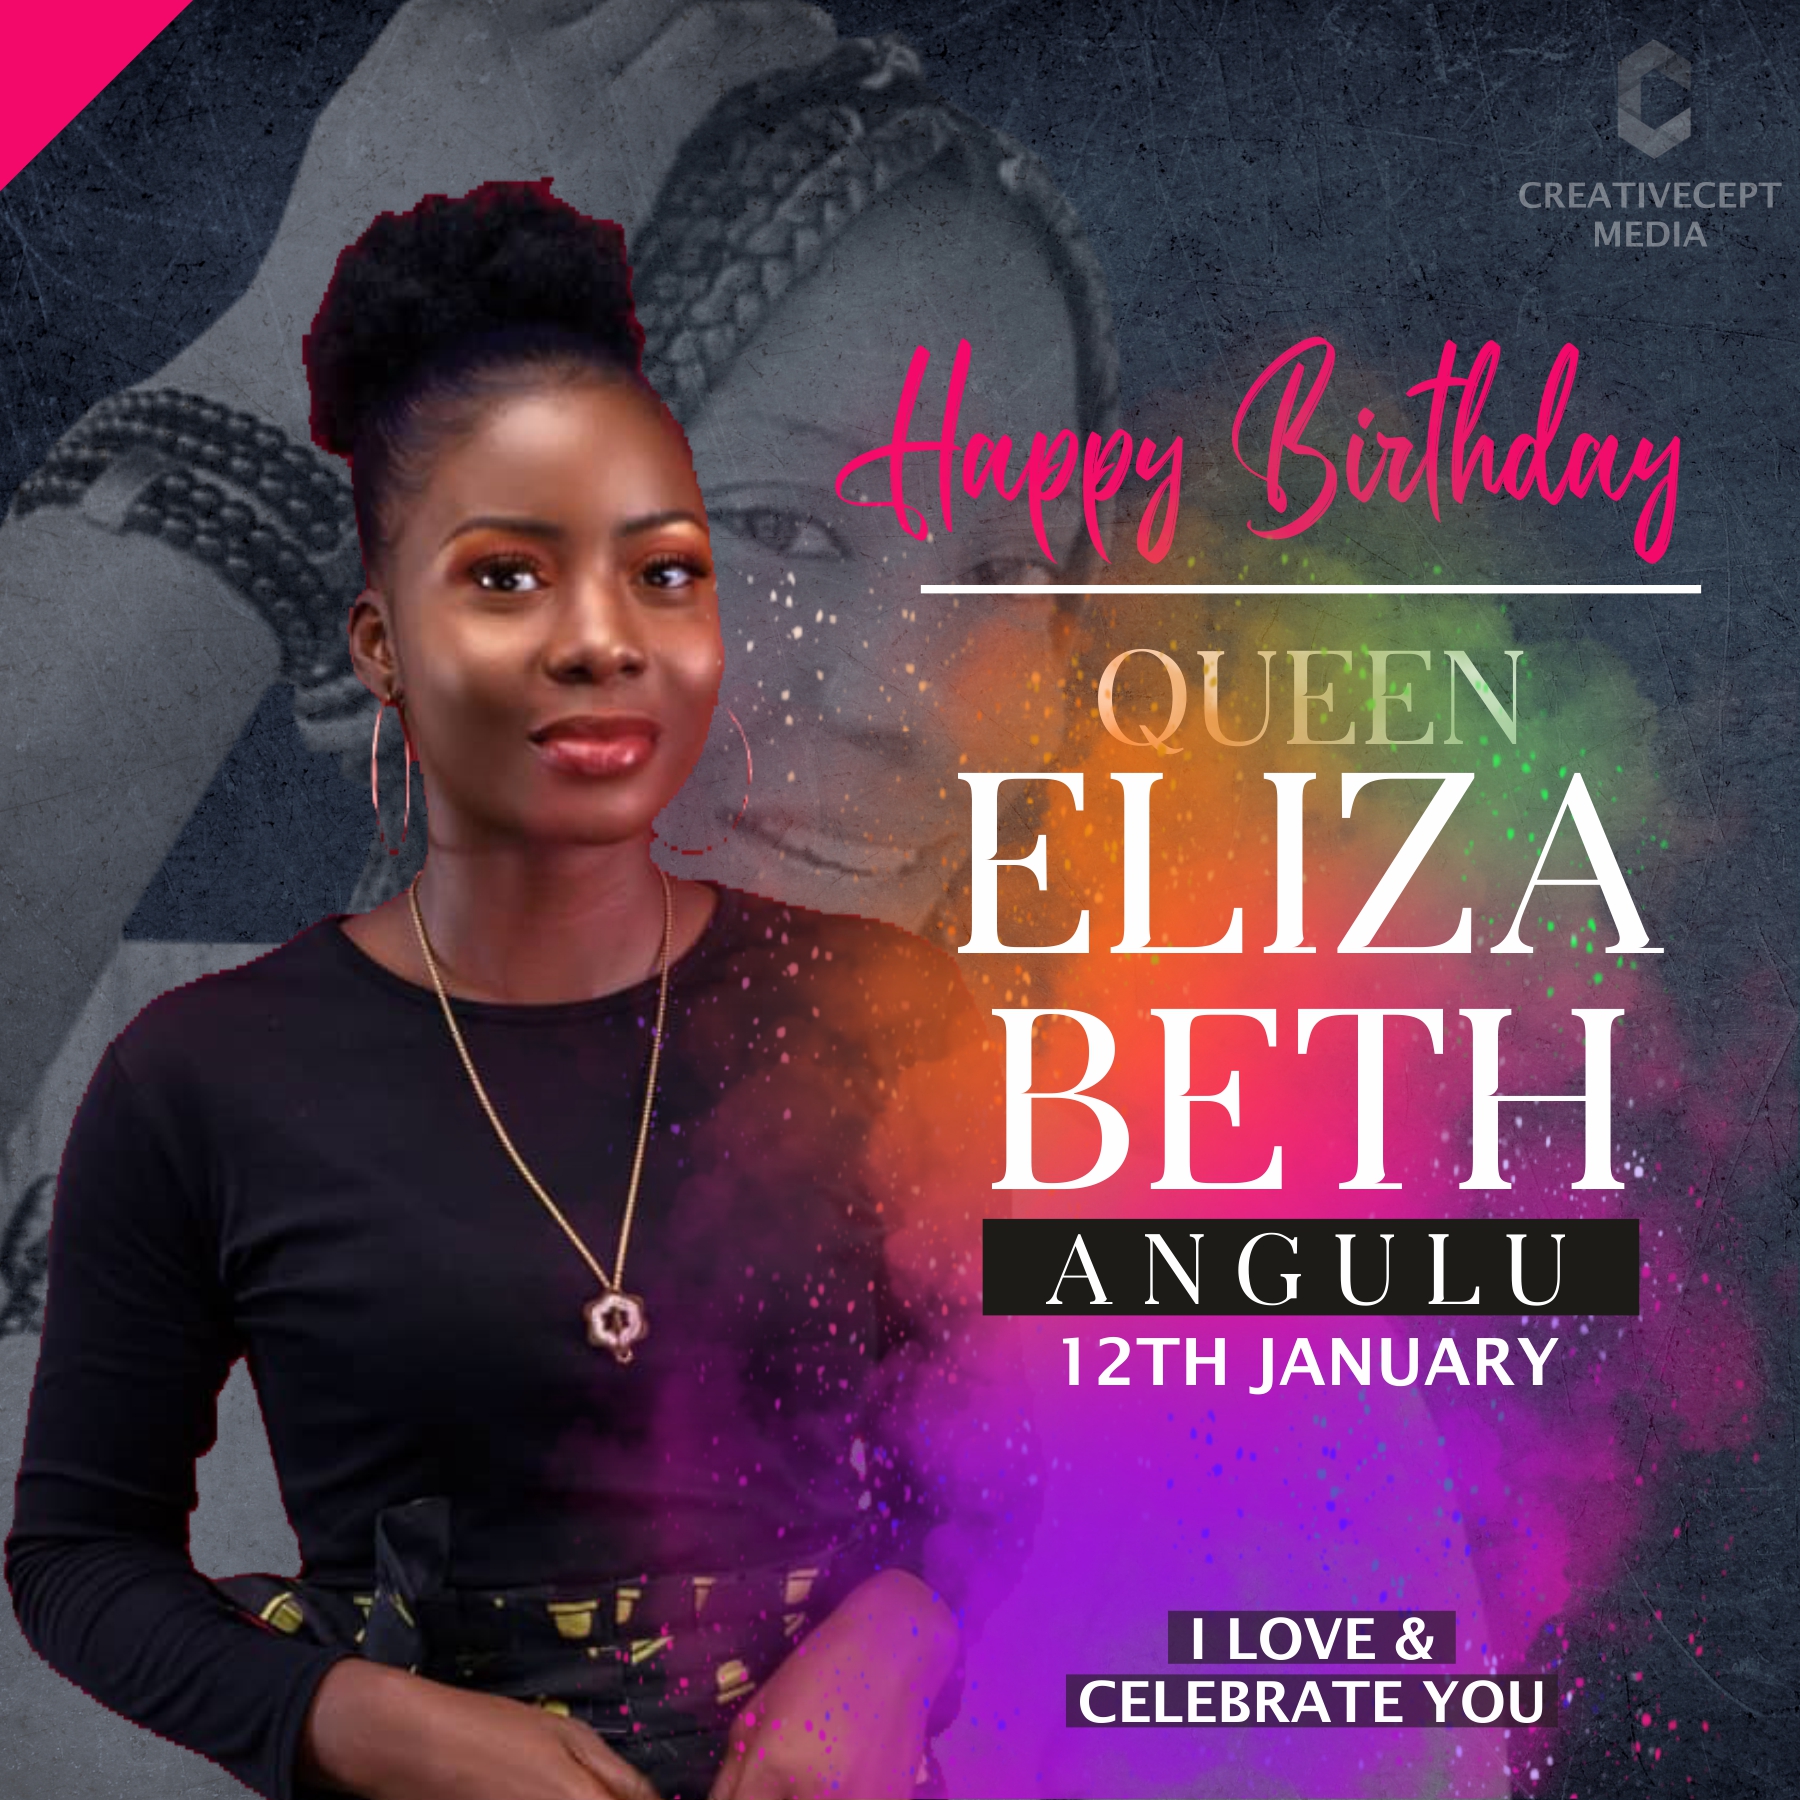 CREATIVECEPT
MEDIA
Happy Birthday
QUEEN
ELIZA
BETH
ANGULU
12TH JANUARY
I LOVE &
CELEBRATE YOU